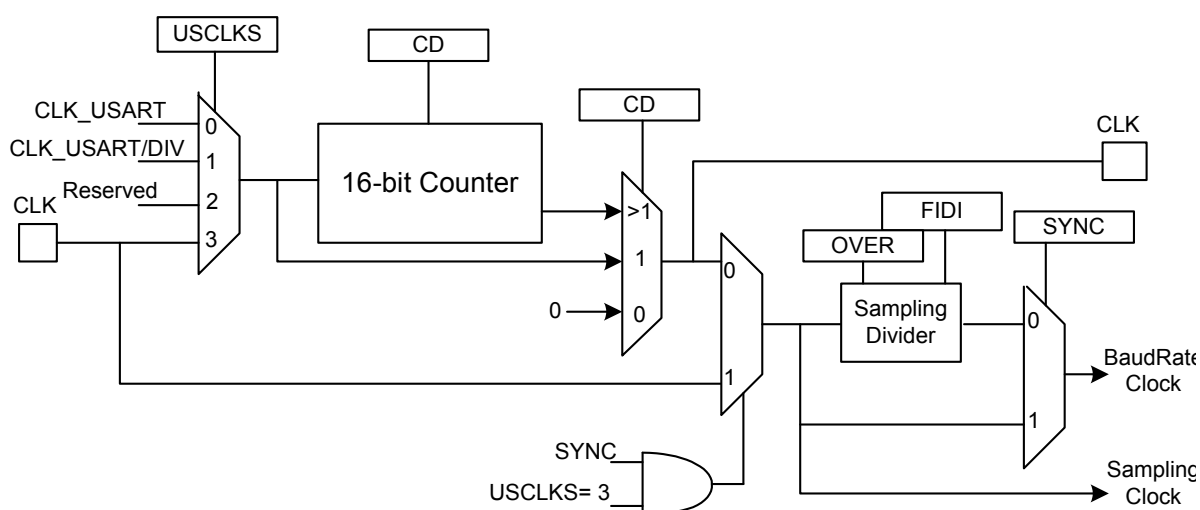 USCLKS
CD
CLK_USART
CLK_USART/DIV
Reserved
CLK
0
1
2
3
16-bit Counter
CD
>1
1
0
0
CLK
FIDI
OVER
SYNC
0
1
Sampling
Divider
0
1
BaudRate
Clock
SYNC
USCLKS= 3
Sampling
Clock